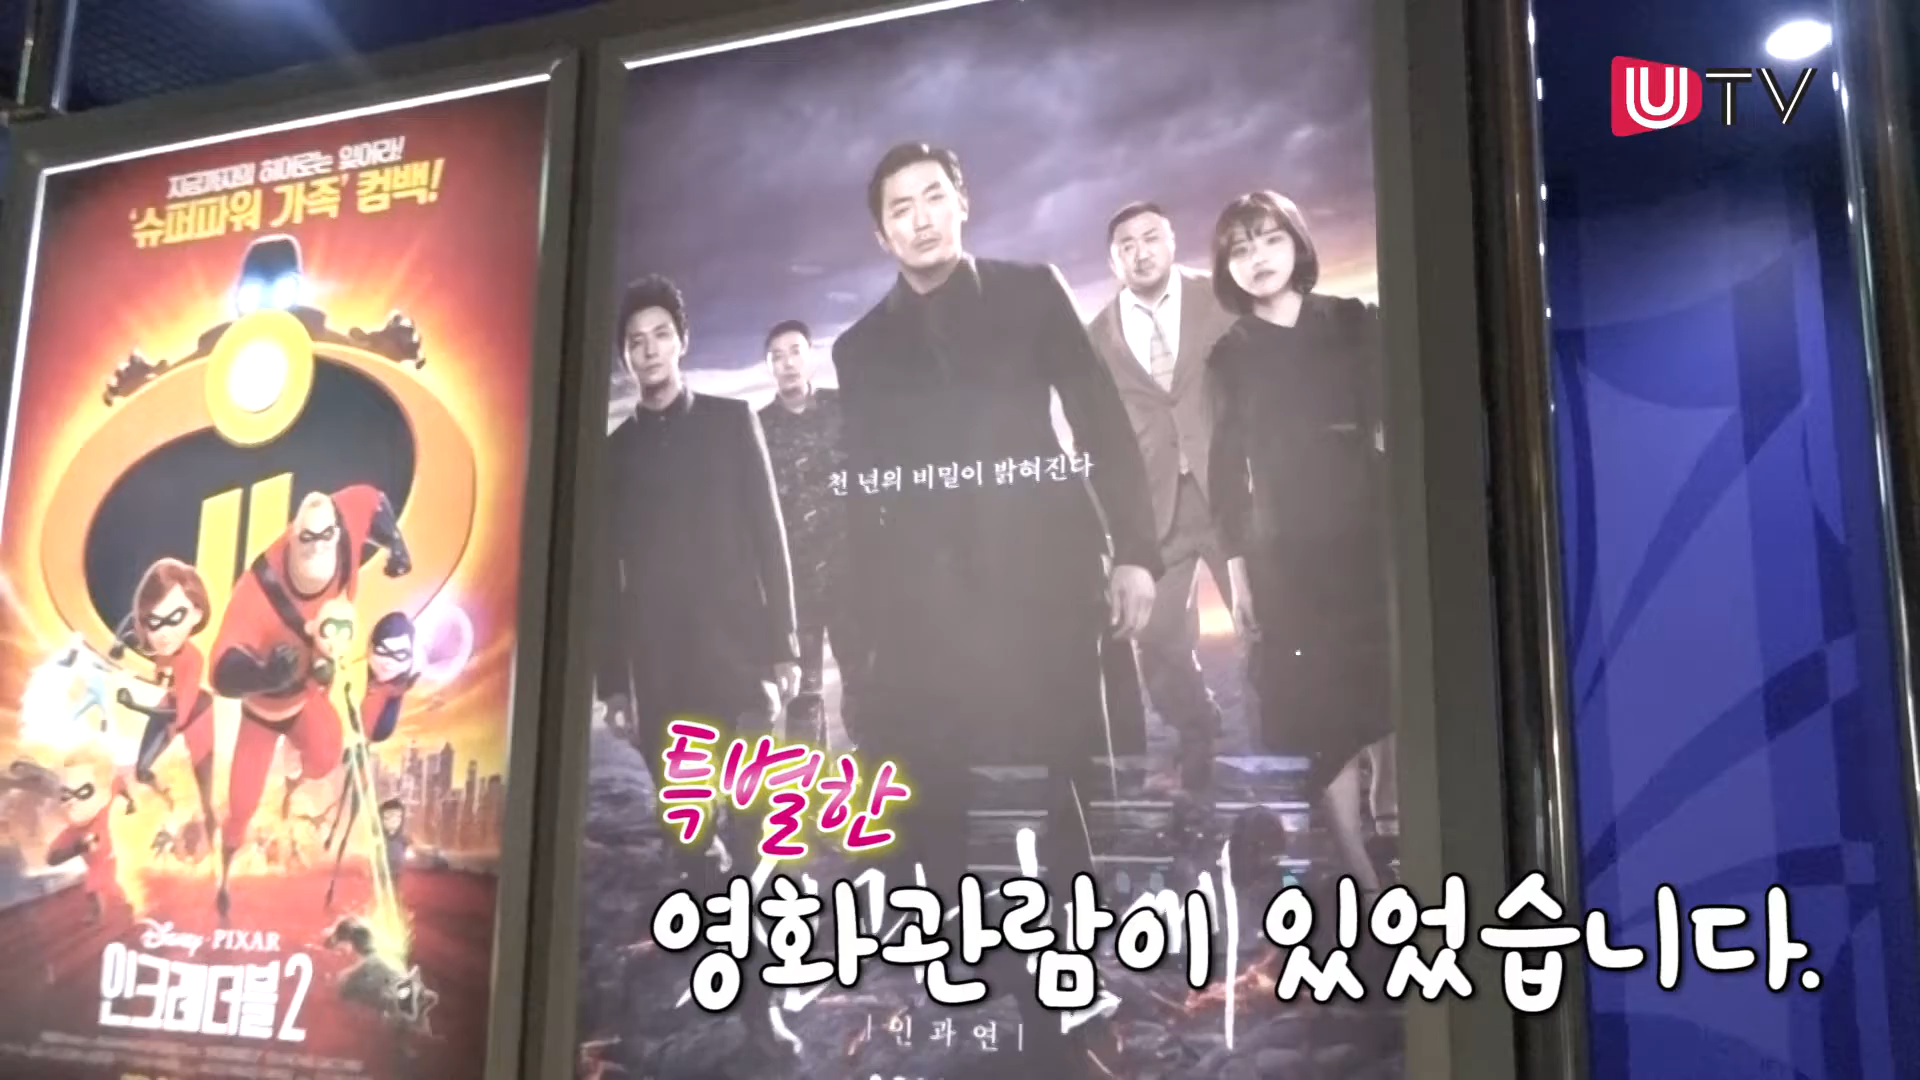 UTV
지금까지의 히어로는 잊어라!
'슈퍼파워 가족' 컴백!
Disney PIXAR
인크레더블 2
천 년의 비밀이 밝혀진다
| 인과연 |
특별한
영화관람에 있었습니다.